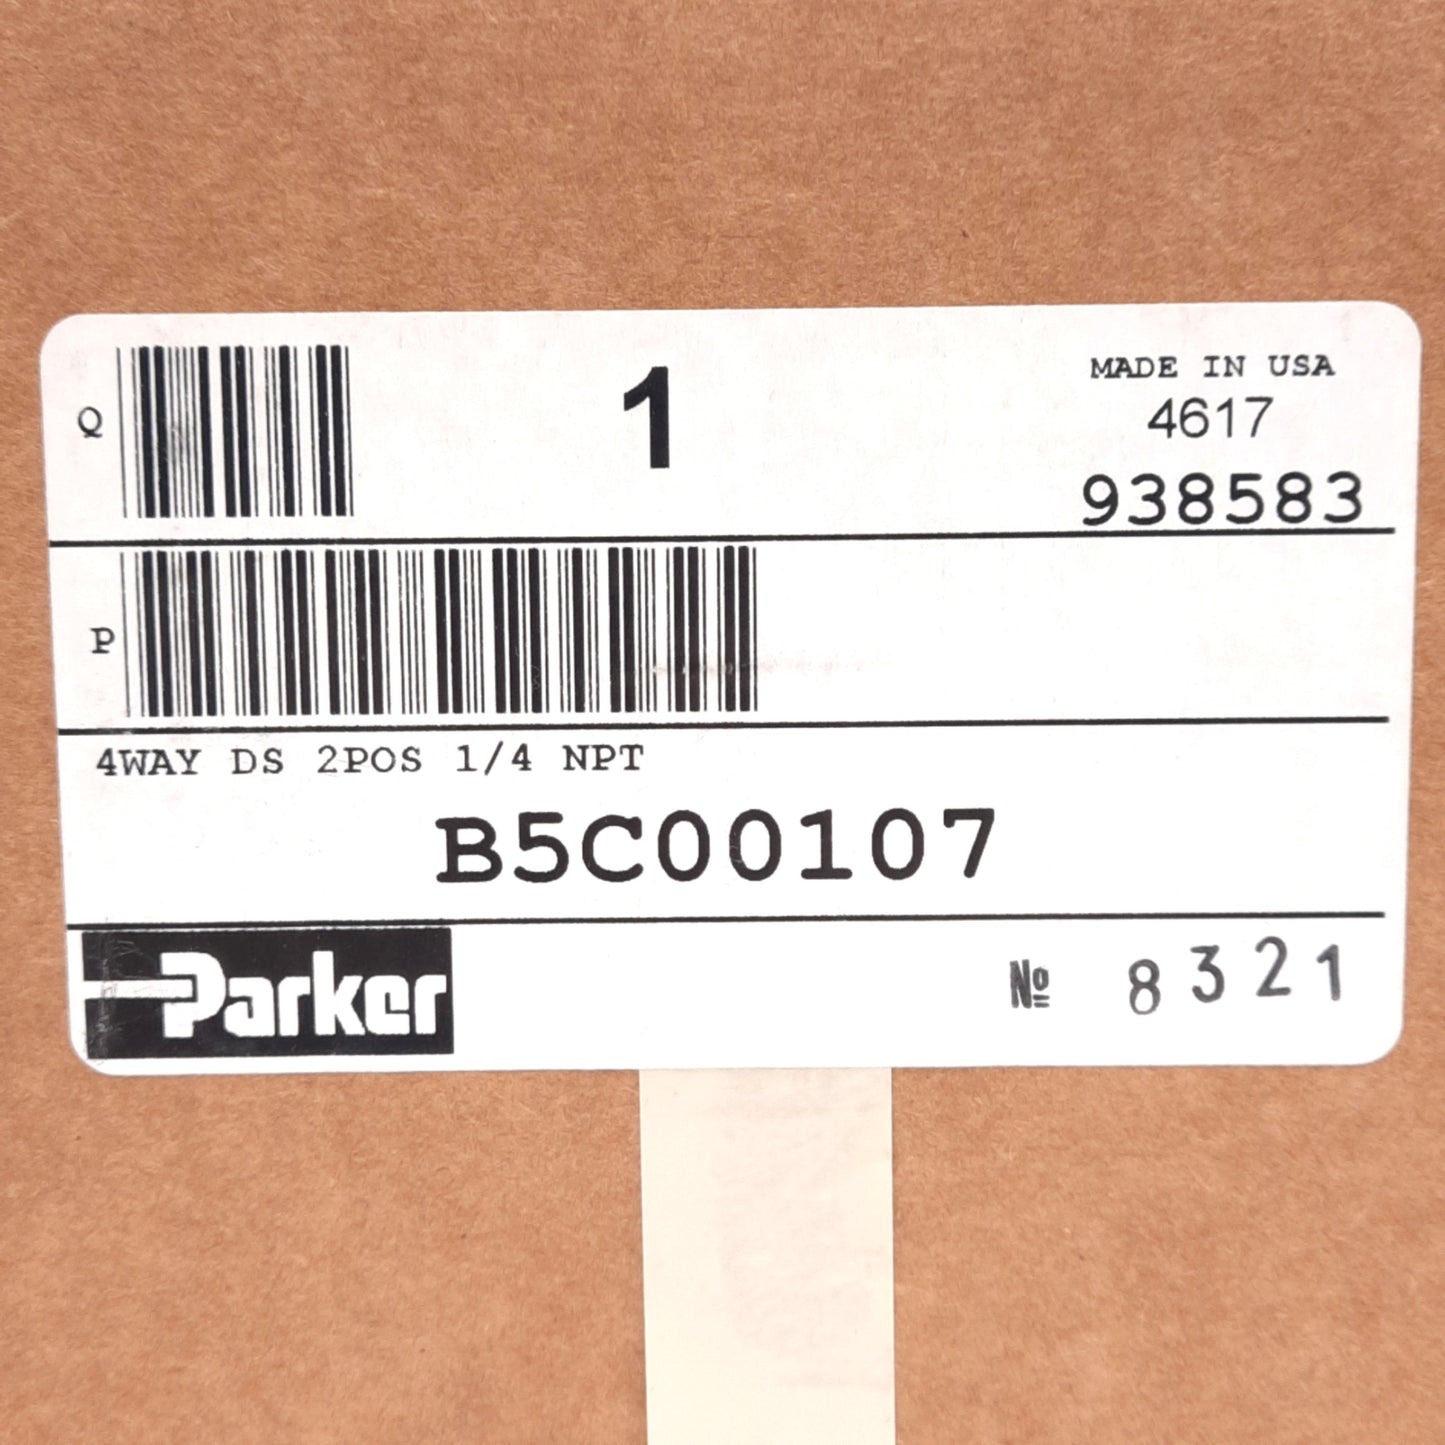 Q
1
MADE IN USA
4617
938583
P
4WAY DS 2POS 1/4 NPT
B5C00107
Parker
№ 8321